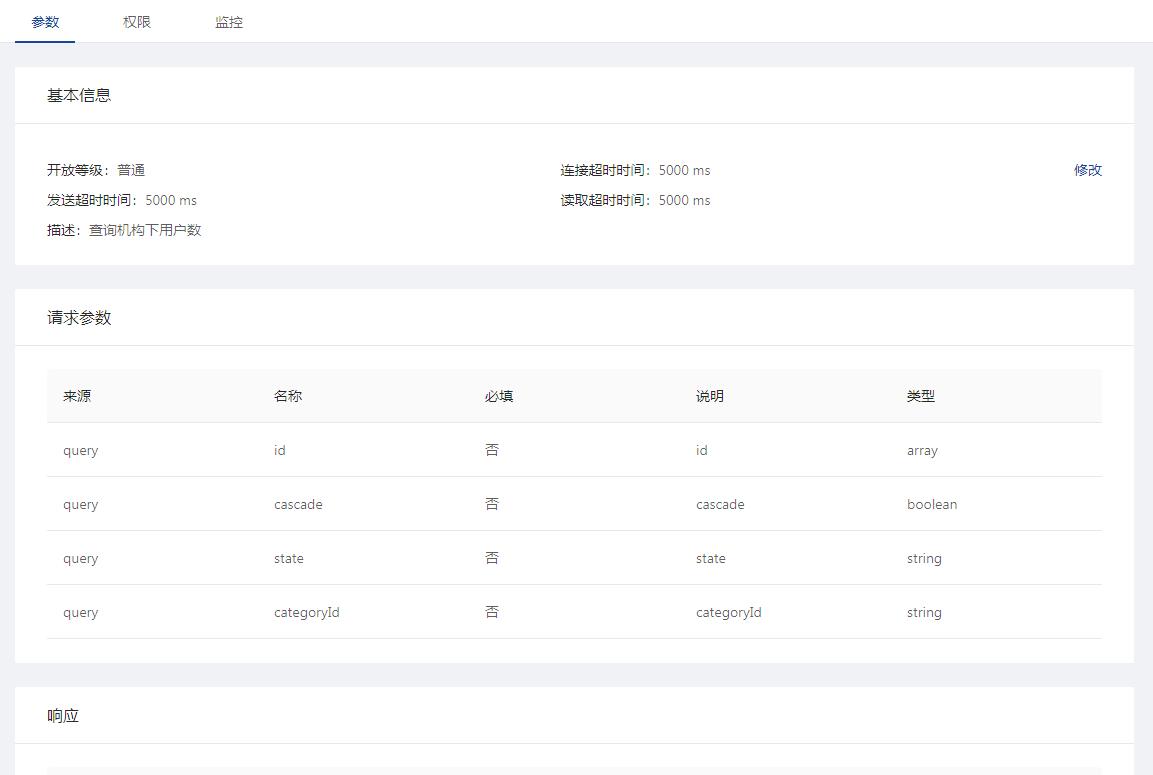 参数 权限 监控
基本信息
开放等级：普通 连接超时时间：5000 ms 修改
发送超时时间：5000 ms 读取超时时间：5000 ms
描述：查询机构下用户数
请求参数
来源 名称 必填 说明 类型
query id 否 id array
query cascade 否 cascade boolean
query state 否 state string
query categoryId 否 categoryId string
响应